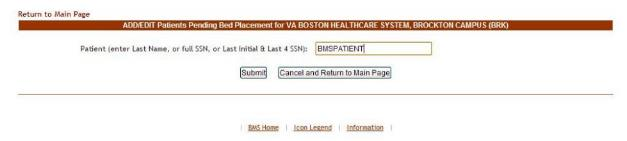 Return to Main Page
ADD/EDIT Patients Pending Bed Placement for VA BOSTON HEALTHCARE SYSTEM, BROCKTON CAMPUS (BRK)
Patient (enter Last Name, or full SSN, or Last Initial & Last 4 SSN): BMSPATIENT
Submit Cancel and Return to Main Page
| BMS Home | Icon Legend | Information |